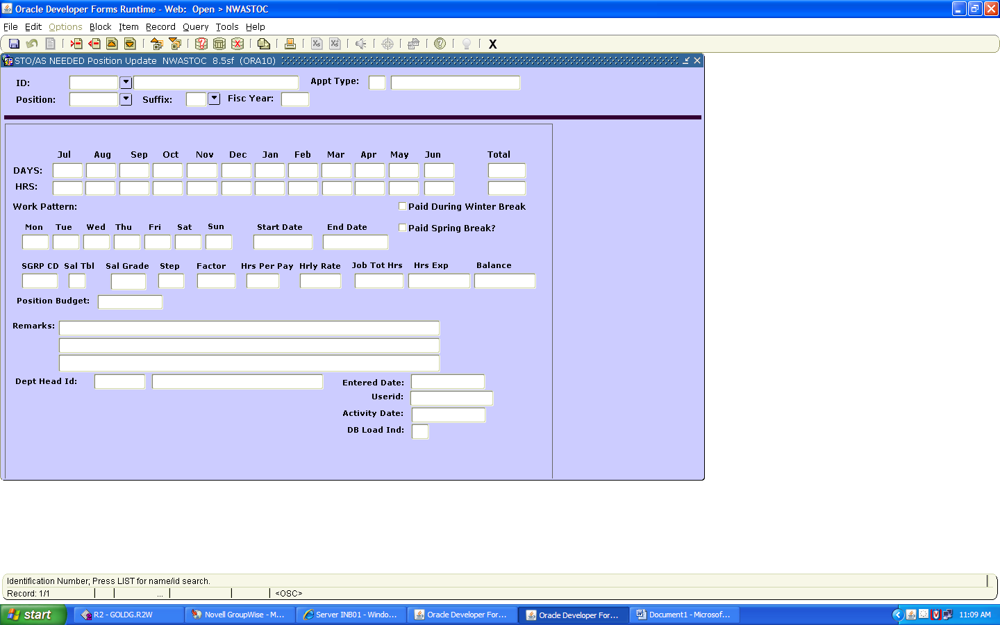 Oracle Developer Forms Runtime - Web:  Open > NWASTOC
File Edit Options Block Item Record Query Tools Help
X
STO/AS NEEDED Position Update  NWASTOC  8.5sf  (ORA10)
ID: Appt Type:
Position: Suffix: Fisc Year:
Jul Aug Sep Oct Nov Dec Jan Feb Mar Apr May Jun Total
DAYS:
HRS:
Work Pattern: Paid During Winter Break
Mon Tue Wed Thu Fri Sat Sun Start Date End Date Paid Spring Break?
SGRP CD Sal Tbl Sal Grade Step Factor Hrs Per Pay Hrly Rate Job Tot Hrs Hrs Exp Balance
Position Budget:
Remarks:
Dept Head Id: Entered Date:
Userid:
Activity Date:
DB Load Ind:
Identification Number; Press LIST for name/id search.
Record: 1/1 ... <OSC>
start R2 - GOLDG.R2W Novell GroupWise - M... Server INB01 - Windo... Oracle Developer For... Oracle Developer For... Document1 - Microsof... 11:09 AM